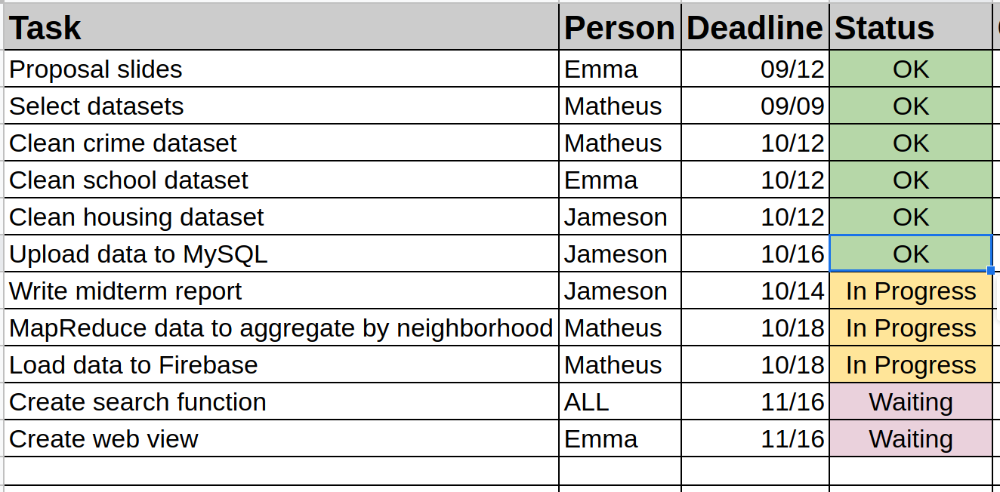 Task Person Deadline Status
Proposal slides Emma 09/12 OK
Select datasets Matheus 09/09 OK
Clean crime dataset Matheus 10/12 OK
Clean school dataset Emma 10/12 OK
Clean housing dataset Jameson 10/12 OK
Upload data to MySQL Jameson 10/16 OK
Write midterm report Jameson 10/14 In Progress
MapReduce data to aggregate by neighborhood Matheus 10/18 In Progress
Load data to Firebase Matheus 10/18 In Progress
Create search function ALL 11/16 Waiting
Create web view Emma 11/16 Waiting